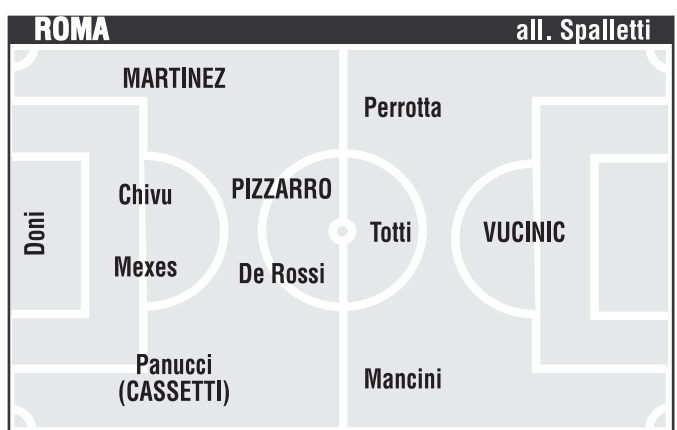 ROMA all. Spalletti
MARTINEZ
Perrotta
Chivu
PIZZARRO
Doni
Totti
VUCINIC
Mexes
De Rossi
Panucci
(CASSETTI)
Mancini